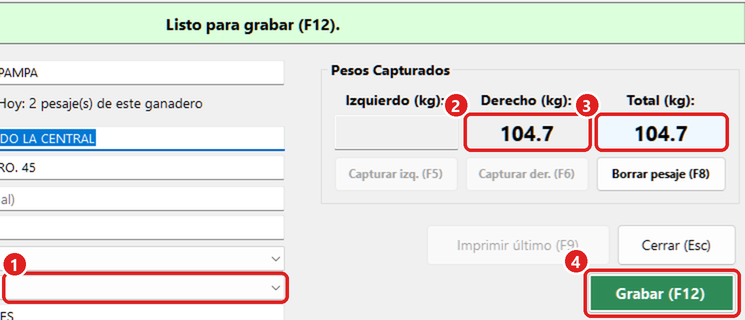 Listo para grabar (F12).
PAMPA
Hoy: 2 pesaje(s) de este ganadero
DO LA CENTRAL
RO. 45
al)
1
ES
Pesos Capturados
Izquierdo (kg):
2
Derecho (kg):
3
Total (kg):
104.7
104.7
Capturar izq. (F5)
Capturar der. (F6)
Borrar pesaje (F8)
Imprimir último (F9)
Cerrar (Esc)
4
Grabar (F12)